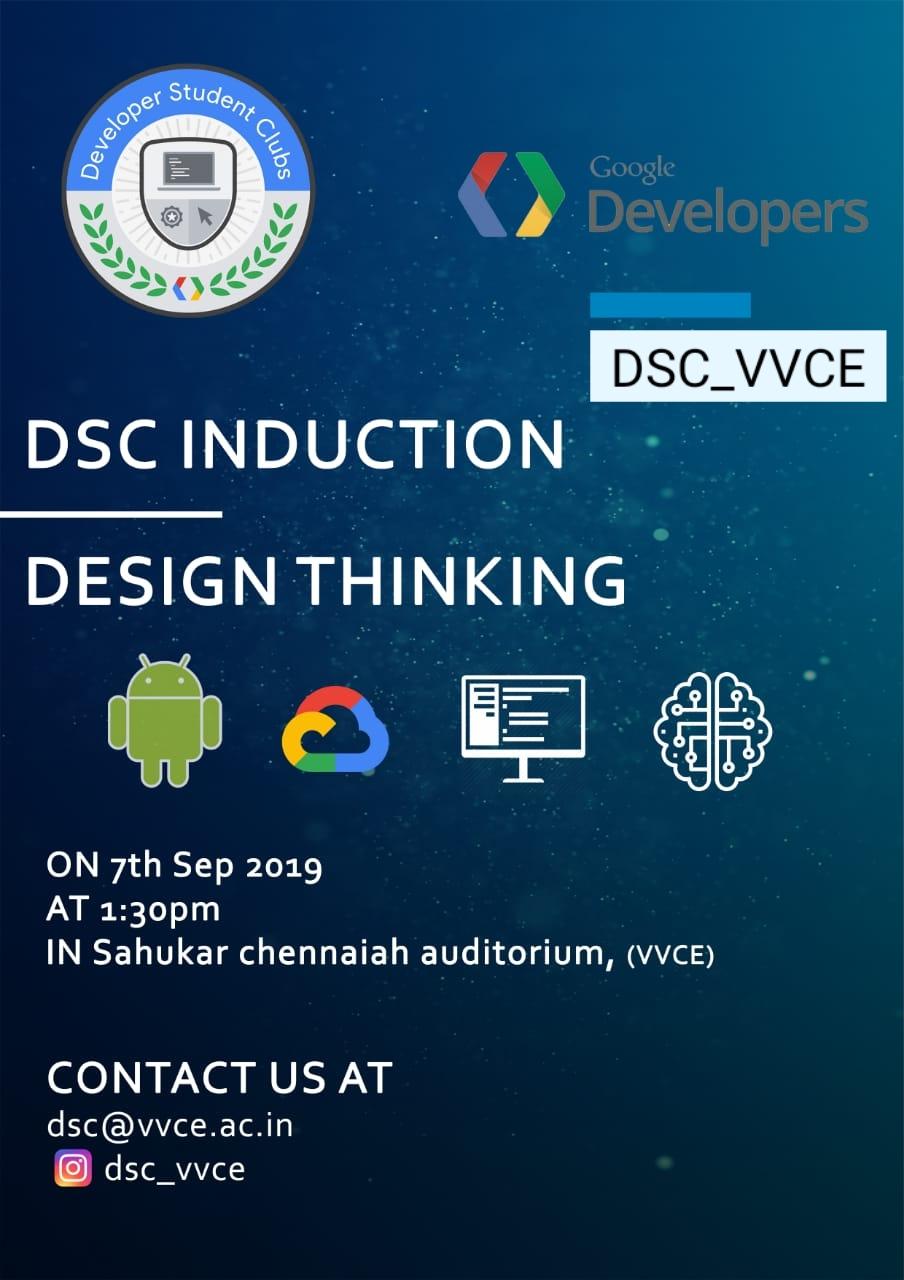 Developer Student Clubs
Google
Developers
DSC_VVCE
DSC INDUCTION
DESIGN THINKING
ON 7th Sep 2019
AT 1:30pm
IN Sahukar chennaiah auditorium, (VVCE)
CONTACT US AT
dsc@vvce.ac.in
dsc_vvce